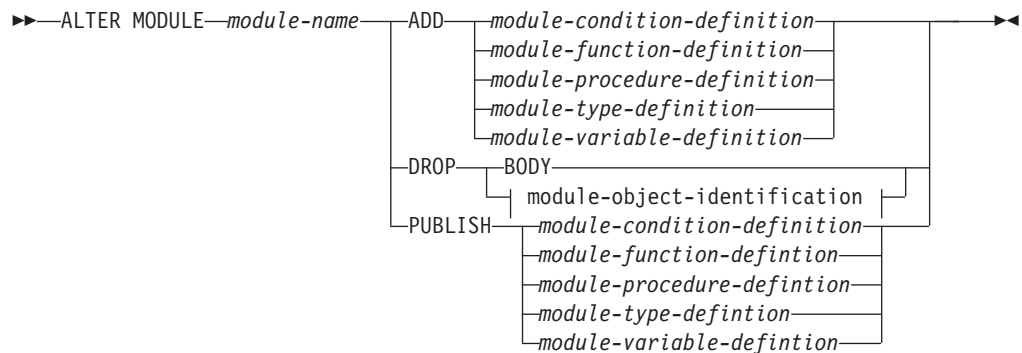 ALTER MODULE module-name ADD module-condition-definition
module-function-definition
module-procedure-definition
module-type-definition
module-variable-definition
DROP BODY
module-object-identification
PUBLISH module-condition-definition
module-function-defintion
module-procedure-defintion
module-type-defintion
module-variable-defintion